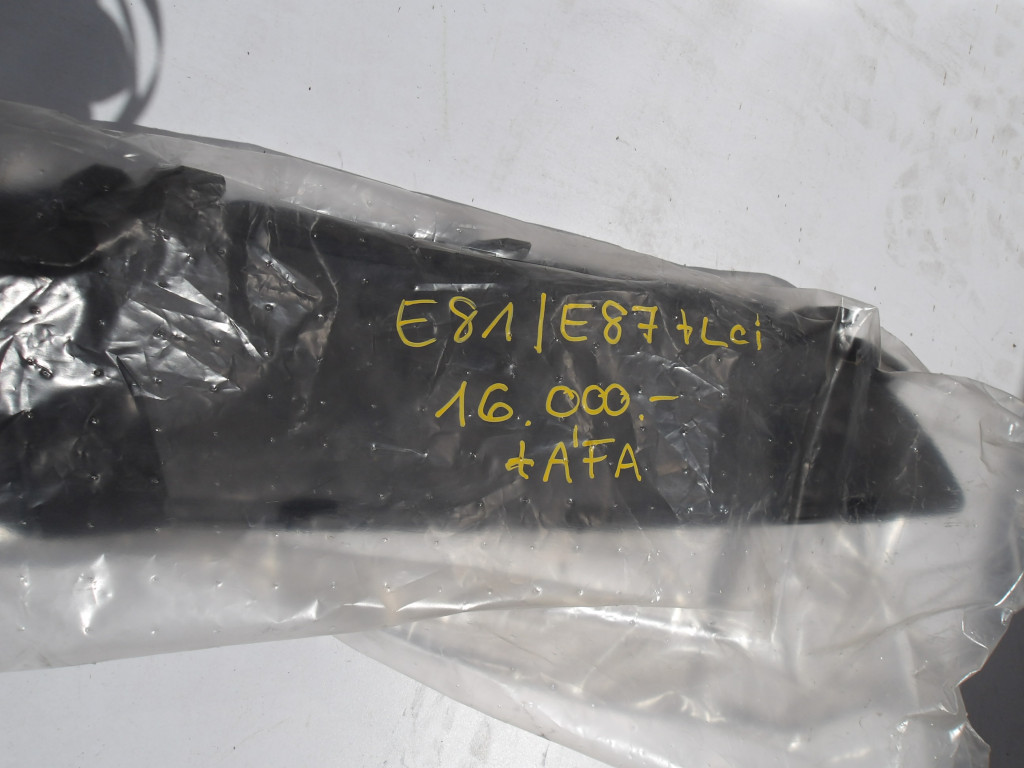 E81/E87+Lci
16.000.-
+ÁFA